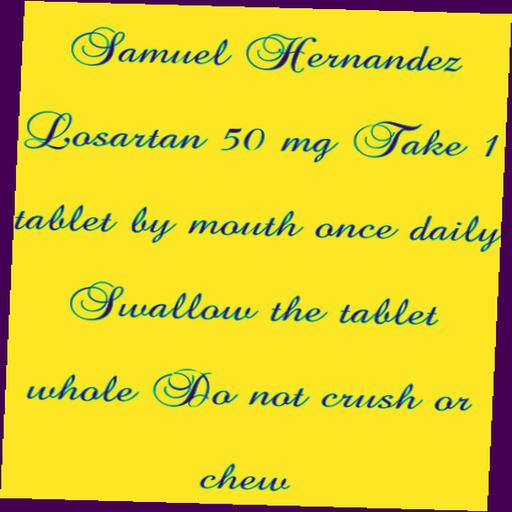 Samuel Hernandez
Losartan 50 mg Take 1
tablet by mouth once daily
Swallow the tablet
whole Do not crush or
chew